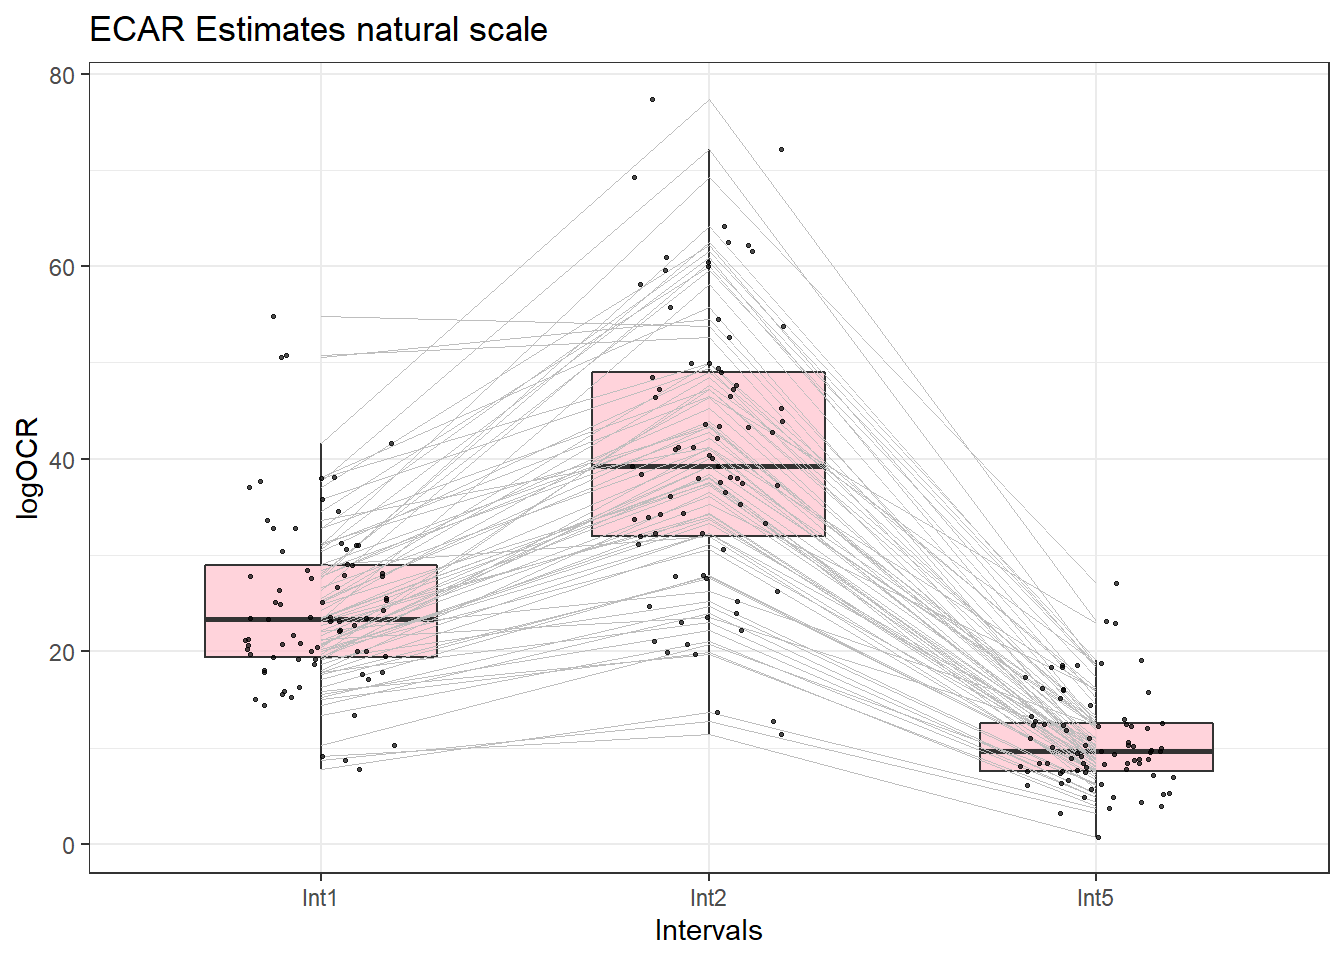 ECAR Estimates natural scale
80
60
40
20
0
logOCR
Int1
Int2
Int5
Intervals